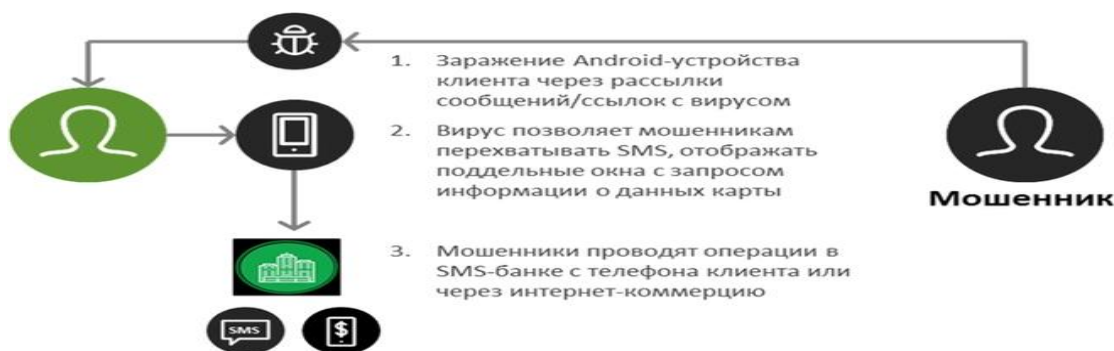 1. Заражение Android-устройства
клиента через рассылки
сообщений/ссылок с вирусом
2. Вирус позволяет мошенникам
перехватывать SMS, отображать
поддельные окна с запросом
информации о данных карты
Мошенник
3. Мошенники проводят операции в
SMS-банке с телефона клиента или
через интернет-коммерцию
SMS
$